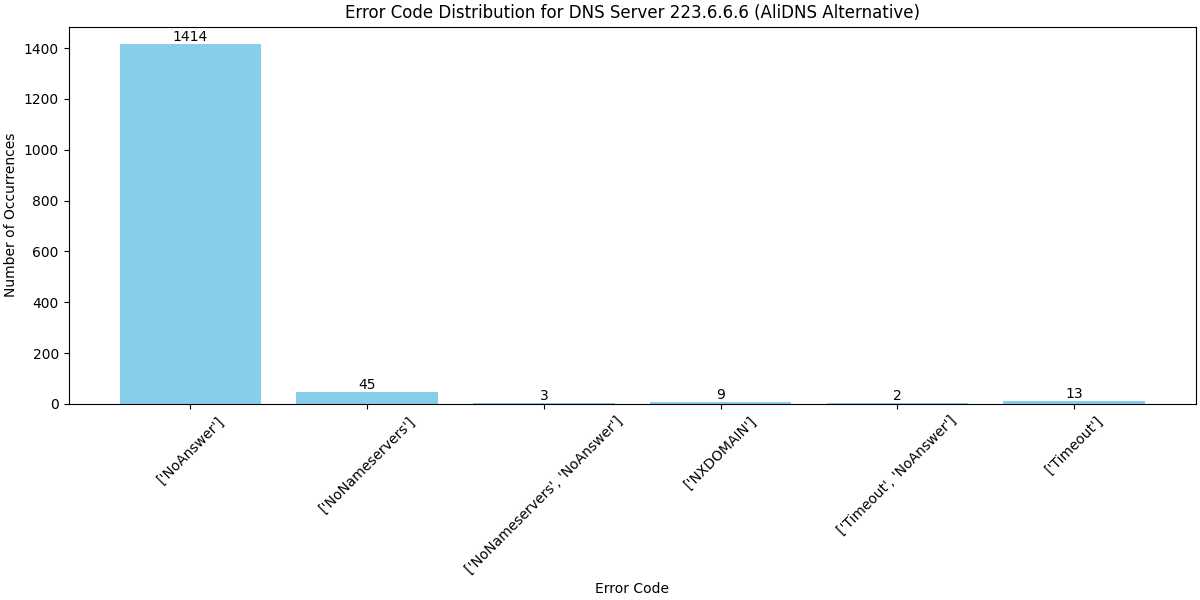 Error Code Distribution for DNS Server 223.6.6.6 (AliDNS Alternative)
Number of Occurrences
1400
1200
1000
800
600
400
200
0
1414
45
3
9
2
13
['NoAnswer']
['NoNameservers']
['NoNameservers', 'NoAnswer']
['NXDOMAIN']
['Timeout', 'NoAnswer']
['Timeout']
Error Code